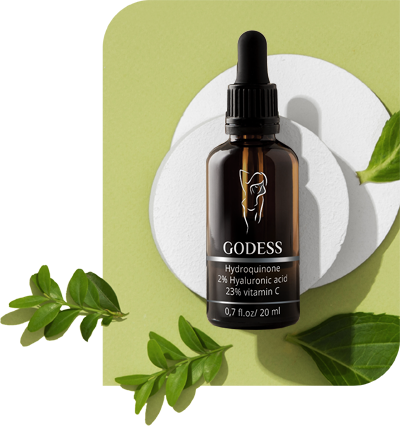 GODESS
Hydroquinone
2% Hyaluronic acid
23% vitamin C
0,7 fl.oz/ 20 ml